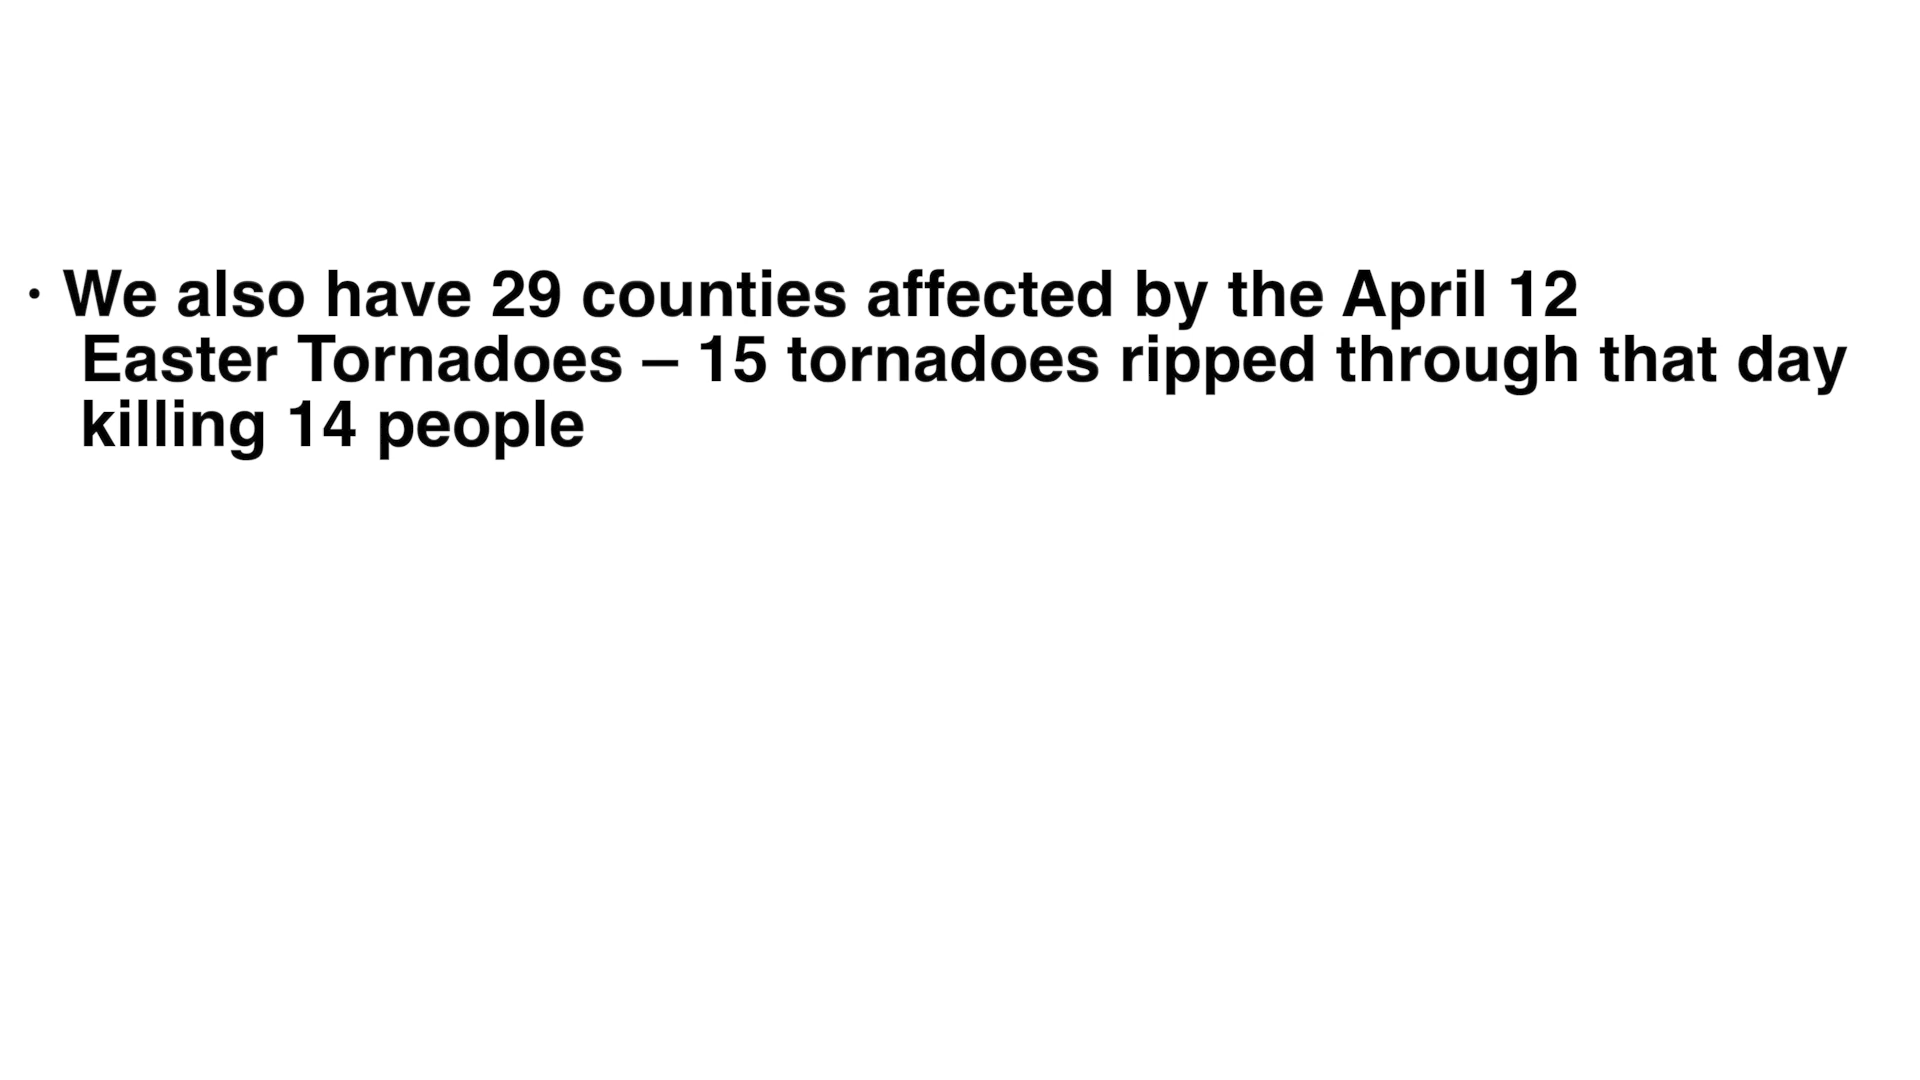 · We also have 29 counties affected by the April 12
Easter Tornadoes – 15 tornadoes ripped through that day
killing 14 people